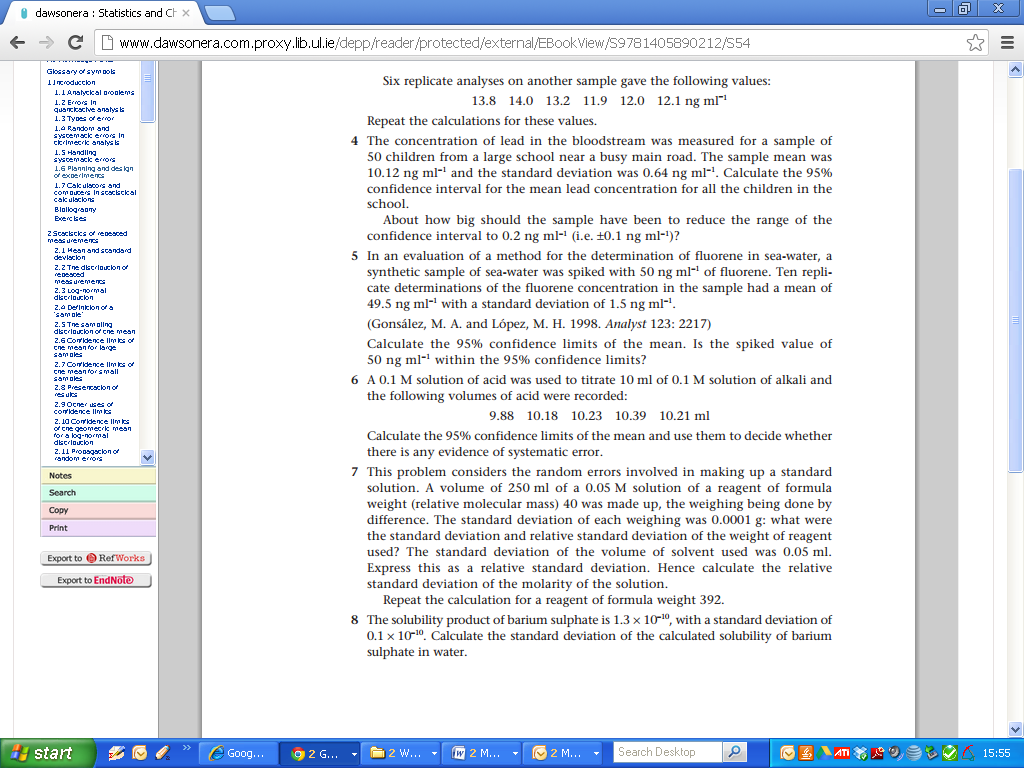 dawsonera : Statistics and Ch
www.dawsonera.com.proxy.lib.ul.ie/depp/reader/protected/external/EBookView/S9781405890212/S54
Glossary of symbols
1 Introduction
1.1 Analytical problems
1.2 Errors in
quantitative analysis
1.3 Types of error
1.4 Random and
systematic errors in
titrimetric analysis
1.5 Handling
systematic errors
1.6 Planning and design
of experiments
1.7 Calculators and
computers in statistical
calculations
Bibliography
Exercises
2 Statistics of repeated
measurements
2.1 Mean and standard
deviation
2.2 The distribution of
repeated
measurements
2.3 Log-normal
distribution
2.4 Definition of a
'sample'
2.5 The sampling
distribution of the mean
2.6 Confidence limits of
the mean for large
samples
2.7 Confidence limits of
the mean for small
samples
2.8 Presentation of
results
2.9 Other uses of
confidence limits
2.10 Confidence limits
of the geometric mean
for a log-normal
distribution
2.11 Propagation of
random errors
Notes
Search
Copy
Print
Export to RefWorks
Export to EndNote
Six replicate analyses on another sample gave the following values:
13.8 14.0 13.2 11.9 12.0 12.1 ng ml⁻¹
Repeat the calculations for these values.
4 The concentration of lead in the bloodstream was measured for a sample of
50 children from a large school near a busy main road. The sample mean was
10.12 ng ml⁻¹ and the standard deviation was 0.64 ng ml⁻¹. Calculate the 95%
confidence interval for the mean lead concentration for all the children in the
school.
About how big should the sample have been to reduce the range of the
confidence interval to 0.2 ng ml⁻¹ (i.e. ±0.1 ng ml⁻¹)?
5 In an evaluation of a method for the determination of fluorene in sea-water, a
synthetic sample of sea-water was spiked with 50 ng ml⁻¹ of fluorene. Ten repli-
cate determinations of the fluorene concentration in the sample had a mean of
49.5 ng ml⁻¹ with a standard deviation of 1.5 ng ml⁻¹.
(Gonsález, M. A. and López, M. H. 1998. Analyst 123: 2217)
Calculate the 95% confidence limits of the mean. Is the spiked value of
50 ng ml⁻¹ within the 95% confidence limits?
6 A 0.1 M solution of acid was used to titrate 10 ml of 0.1 M solution of alkali and
the following volumes of acid were recorded:
9.88 10.18 10.23 10.39 10.21 ml
Calculate the 95% confidence limits of the mean and use them to decide whether
there is any evidence of systematic error.
7 This problem considers the random errors involved in making up a standard
solution. A volume of 250 ml of a 0.05 M solution of a reagent of formula
weight (relative molecular mass) 40 was made up, the weighing being done by
difference. The standard deviation of each weighing was 0.0001 g: what were
the standard deviation and relative standard deviation of the weight of reagent
used? The standard deviation of the volume of solvent used was 0.05 ml.
Express this as a relative standard deviation. Hence calculate the relative
standard deviation of the molarity of the solution.
Repeat the calculation for a reagent of formula weight 392.
8 The solubility product of barium sulphate is 1.3 × 10⁻¹⁰, with a standard deviation of
0.1 × 10⁻¹⁰. Calculate the standard deviation of the calculated solubility of barium
sulphate in water.
start
Goog...
2 G...
2 W...
2 M...
2 M...
Search Desktop
15:55